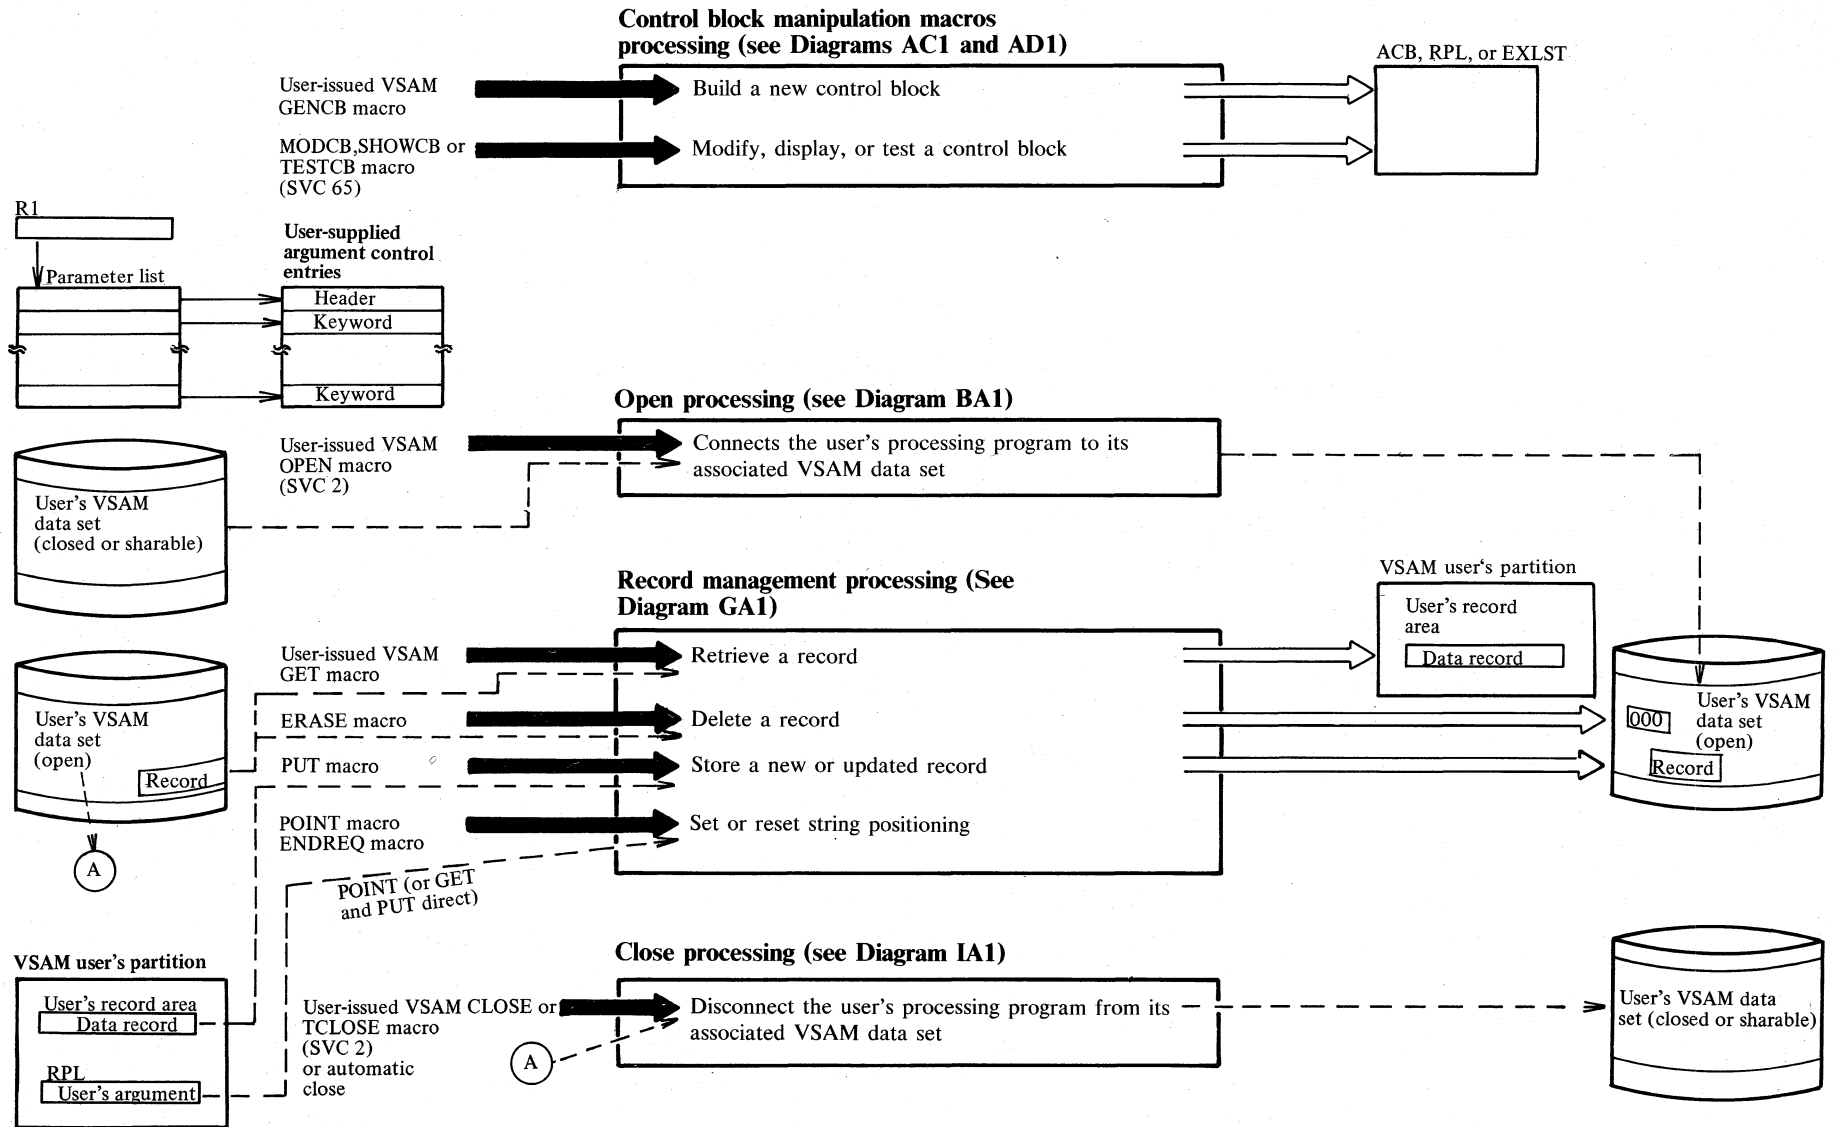 Control block manipulation macros
processing (see Diagrams AC1 and AD1)
ACB, RPL, or EXLST
User-issued VSAM
GENCB macro
Build a new control block
MODCB,SHOWCB or
TESTCB macro
(SVC 65)
Modify, display, or test a control block
R1
Parameter list
User-supplied
argument control
entries
Header
Keyword
Keyword
Open processing (see Diagram BA1)
User-issued VSAM
OPEN macro
(SVC 2)
Connects the user's processing program to its
associated VSAM data set
User's VSAM
data set
(closed or sharable)
Record management processing (See
Diagram GA1)
VSAM user's partition
User's record
area
Data record
User-issued VSAM
GET macro
Retrieve a record
User's VSAM
data set
(open)
Record
A
ERASE macro
Delete a record
PUT macro
Store a new or updated record
000
User's VSAM
data set
(open)
Record
POINT macro
ENDREQ macro
Set or reset string positioning
POINT (or GET
and PUT direct)
Close processing (see Diagram IA1)
VSAM user's partition
User's record area
Data record
RPL
User's argument
User-issued VSAM CLOSE or
TCLOSE macro
(SVC 2)
or automatic
close
A
Disconnect the user's processing program from its
associated VSAM data set
User's VSAM data
set (closed or sharable)